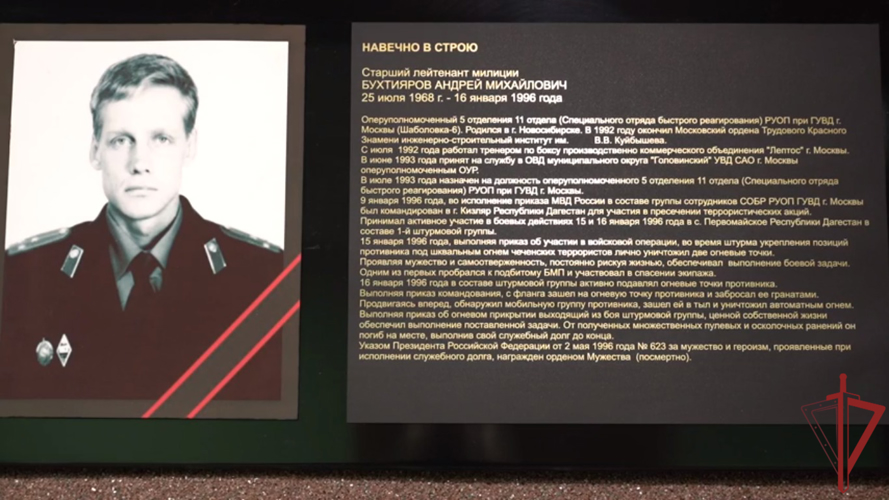 НАВЕЧНО В СТРОЮ
Старший лейтенант милиции
БУХТИЯРОВ АНДРЕЙ МИХАЙЛОВИЧ
25 июля 1968 г. - 16 января 1996 года
Оперуполномоченный 5 отделения 11 отдела (Специального отряда быстрого реагирования) РУОП при ГУВД г.
Москвы (Шаболовка-6). Родился в г. Новосибирске. В 1992 году окончил Московский ордена Трудового Красного
Знамени инженерно-строительный институт им. В.В. Куйбышева.
С июля 1992 года работал тренером по боксу производственно коммерческого объединения "Лептос" г. Москвы.
В июне 1993 года принят на службу в ОВД муниципального округа "Головинский" УВД САО г. Москвы
оперуполномоченным ОУР.
В июле 1993 года назначен на должность оперуполномоченного 5 отделения 11 отдела (Специального отряда
быстрого реагирования) РУОП при ГУВД г. Москвы.
9 января 1996 года, во исполнение приказа МВД России в составе группы сотрудников СОБР РУОП ГУВД г. Москвы
был командирован в г. Кизляр Республики Дагестан для участия в пресечении террористических акций.
Принимал активное участие в боевых действиях 15 и 16 января 1996 года в с. Первомайское Республики Дагестан в
составе 1-й штурмовой группы.
15 января 1996 года, выполняя приказ об участии в войсковой операции, во время штурма укрепления позиций
противника под шквальным огнем чеченских террористов лично уничтожил две огневые точки.
Проявляя мужество и самоотверженность, постоянно рискуя жизнью, обеспечивал выполнение боевой задачи.
Одним из первых пробрался к подбитому БМП и участвовал в спасении экипажа.
16 января 1996 года в составе штурмовой группы активно подавлял огневые точки противника.
Выполняя приказ командования, с фланга зашел на огневую точку противника и забросал ее гранатами.
Продвигаясь вперед, обнаружил мобильную группу противника, зашел ей в тыл и уничтожил автоматным огнем.
Выполняя приказ об огневом прикрытии выходящий из боя штурмовой группы, ценной собственной жизни
обеспечил выполнение поставленной задачи. От полученных множественных пулевых и осколочных ранений он
погиб на месте, выполнив свой служебный долг до конца.
Указом Президента Российской Федерации от 2 мая 1996 года № 623 за мужество и героизм, проявленные при
исполнении служебного долга, награжден орденом Мужества (посмертно).